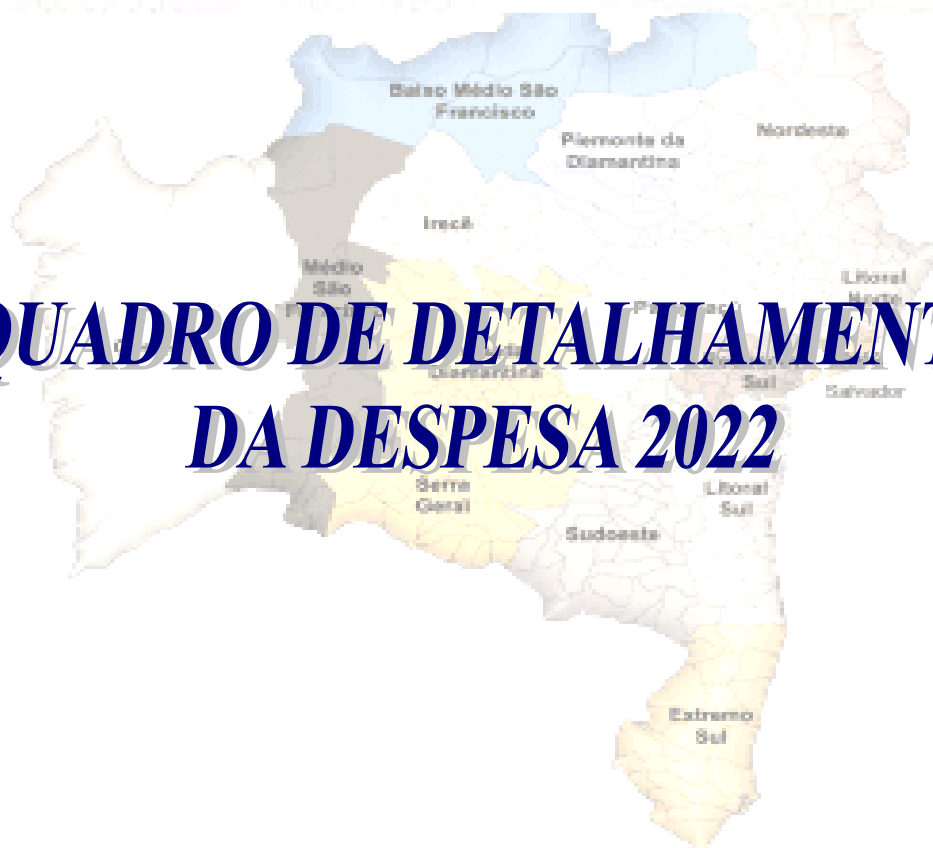 Baixo Médio São
Francisco
Piemonte da
Diamantina
Nordeste
Irecê
Médio
São
Litoral
Norte
QUADRO DE DETALHAMENT
Diamantina
Sul
Salvador
DA DESPESA 2022
Serra
Geral
Litoral
Sul
Sudoeste
Extremo
Sul